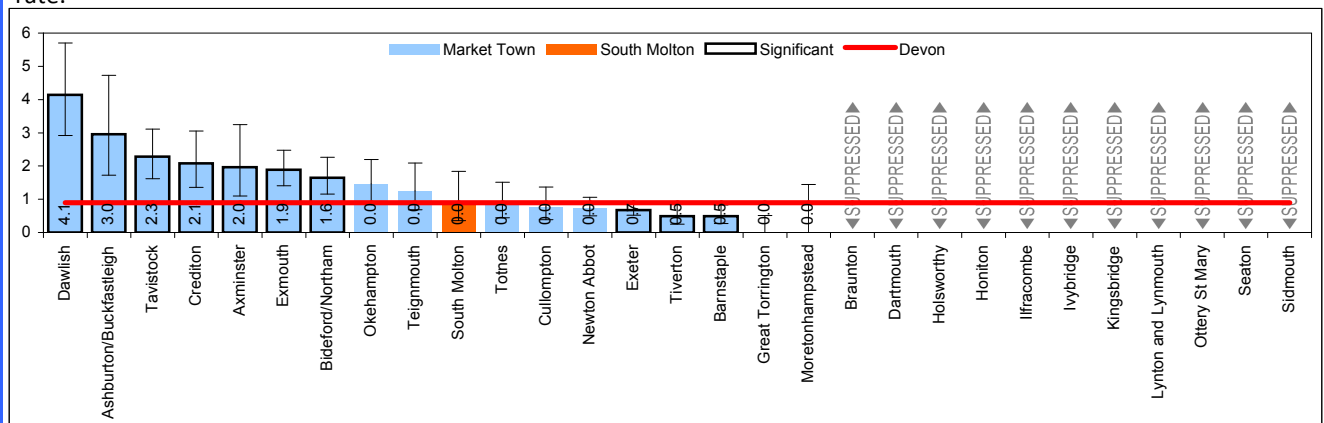 rate.
6
Market Town South Molton Significant Devon
5
4
3
2
1
0
4.1 3.0 2.3 2.1 2.0 1.9 1.6 0.0 0.0 0.0 0.0 0.0 0.0 0.7 0.5 0.5 0.0 0.0
SUPPRESSED SUPPRESSED SUPPRESSED SUPPRESSED SUPPRESSED SUPPRESSED SUPPRESSED SUPPRESSED SUPPRESSED SUPPRESSED SUPPRESSED
Dawlish
Ashburton/Buckfastleigh
Tavistock
Crediton
Axminster
Exmouth
Bideford/Northam
Okehampton
Teignmouth
South Molton
Totnes
Cullompton
Newton Abbot
Exeter
Tiverton
Barnstaple
Great Torrington
Moretonhampstead
Braunton
Dartmouth
Holsworthy
Honiton
Ilfracombe
Ivybridge
Kingsbridge
Lynton and Lynmouth
Ottery St Mary
Seaton
Sidmouth